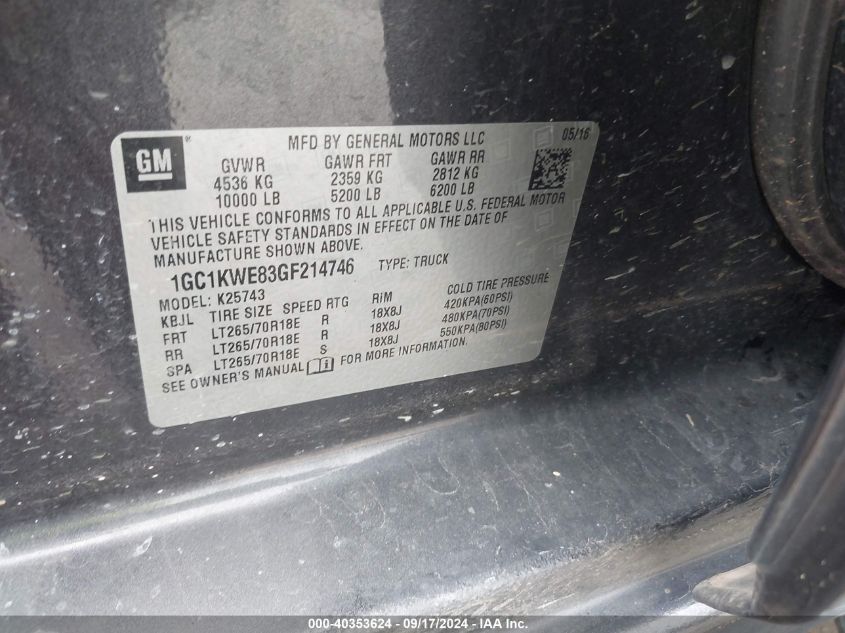 GM
MFD BY GENERAL MOTORS LLC 05/16
GVWR GAWR FRT GAWR RR
4536 KG 2359 KG 2812 KG
10000 LB 5200 LB 6200 LB
THIS VEHICLE CONFORMS TO ALL APPLICABLE U.S. FEDERAL MOTOR
VEHICLE SAFETY STANDARDS IN EFFECT ON THE DATE OF
MANUFACTURE SHOWN ABOVE.
1GC1KWE83GF214746 TYPE: TRUCK
MODEL: K25743
KBJL TIRE SIZE SPEED RTG RIM COLD TIRE PRESSURE
FRT LT265/70R18E R 18X8J 420KPA(60PSI)
RR LT265/70R18E R 18X8J 480KPA(70PSI)
SPA LT265/70R18E S 18X8J 550KPA(80PSI)
SEE OWNER'S MANUAL FOR MORE INFORMATION.
000-40353624 - 09/17/2024 - IAA Inc.